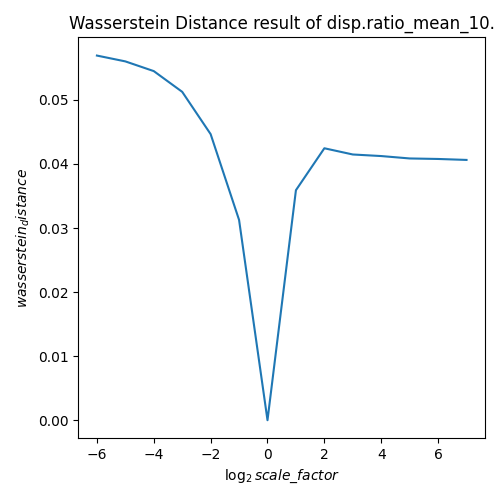 Wasserstein Distance result of disp.ratio_mean_10.
wasserstein_distance
0.05
0.04
0.03
0.02
0.01
0.00
−6 −4 −2 0 2 4 6
log₂ scale_factor